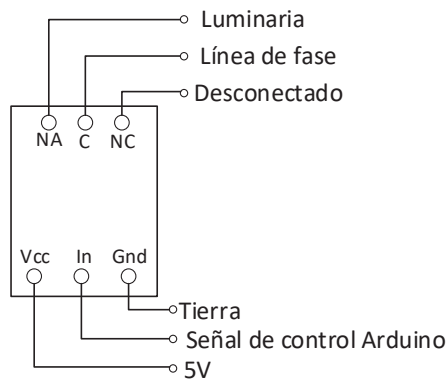 Luminaria
Línea de fase
Desconectado
NA C NC
Vcc In Gnd
Tierra
Señal de control Arduino
5V